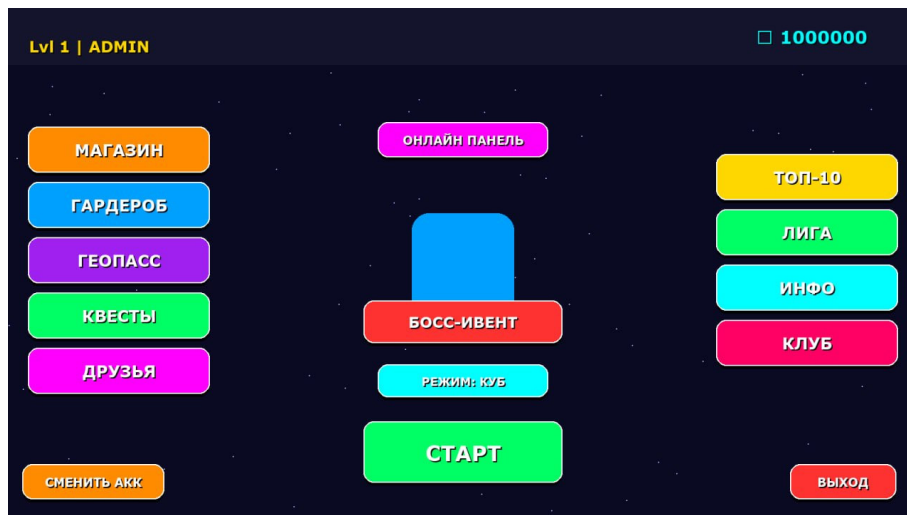 Lvl 1 | ADMIN
□ 1000000
МАГАЗИН
ГАРДЕРОБ
ГЕОПАСС
КВЕСТЫ
ДРУЗЬЯ
ОНЛАЙН ПАНЕЛЬ
БОСС-ИВЕНТ
РЕЖИМ: КУБ
СТАРТ
ТОП-10
ЛИГА
ИНФО
КЛУБ
СМЕНИТЬ АКК
ВЫХОД